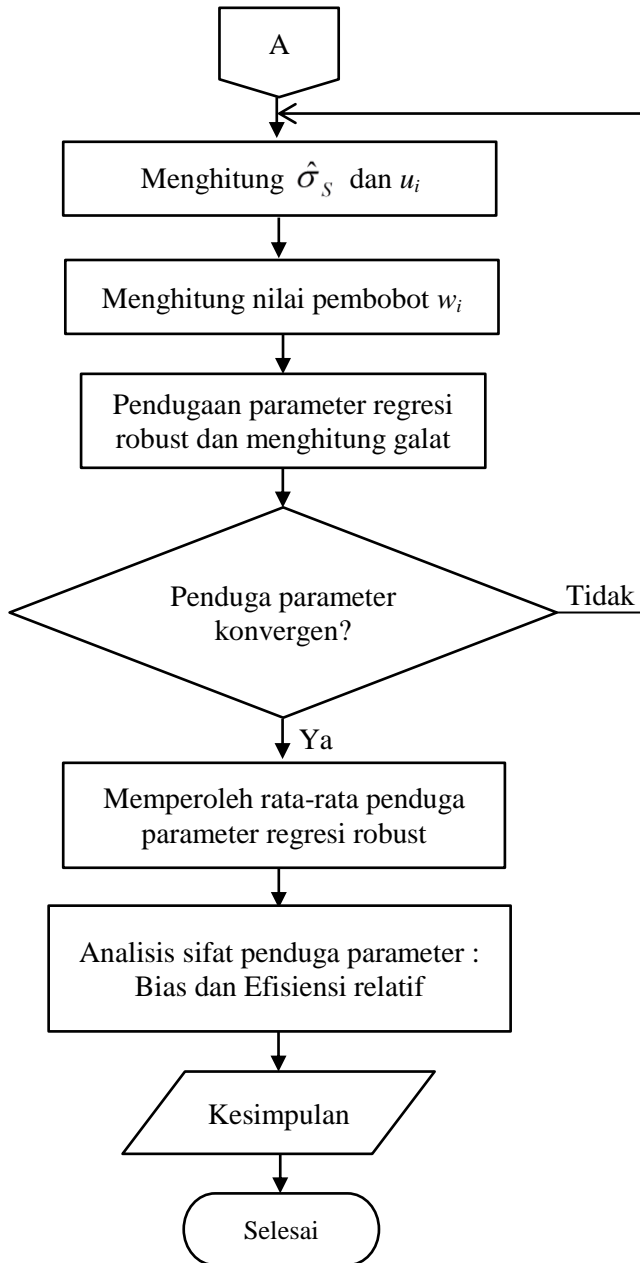 A
Menghitung σ̂_S dan u_i
Menghitung nilai pembobot w_i
Pendugaan parameter regresi
robust dan menghitung galat
Penduga parameter
konvergen?
Tidak
Ya
Memperoleh rata-rata penduga
parameter regresi robust
Analisis sifat penduga parameter :
Bias dan Efisiensi relatif
Kesimpulan
Selesai